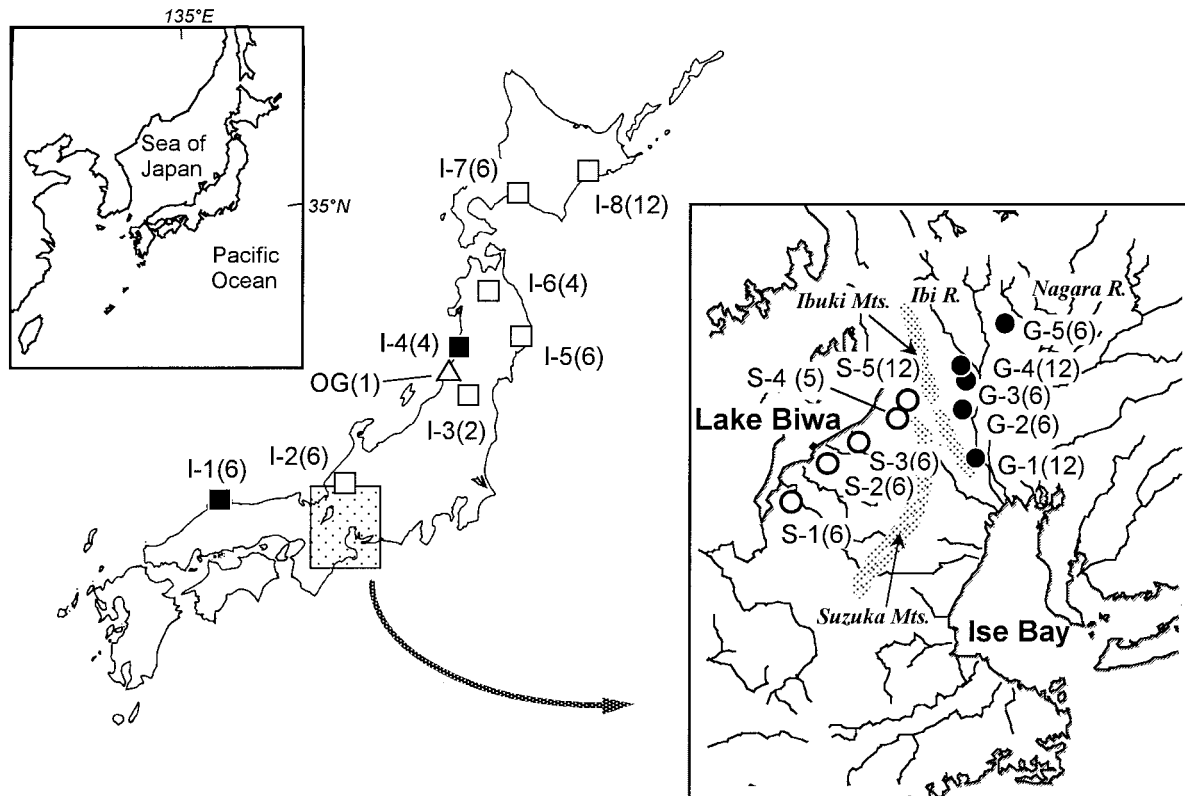 135°E
Sea of
Japan
35°N
Pacific
Ocean
I-7(6)
I-8(12)
I-6(4)
I-4(4)
I-5(6)
OG(1)
I-3(2)
I-2(6)
I-1(6)
Ibuki Mts.
Ibi R.
Nagara R.
G-5(6)
S-5(12)
G-4(12)
S-4 (5)
G-3(6)
Lake Biwa
G-2(6)
S-3(6)
G-1(12)
S-2(6)
S-1(6)
Suzuka Mts.
Ise Bay